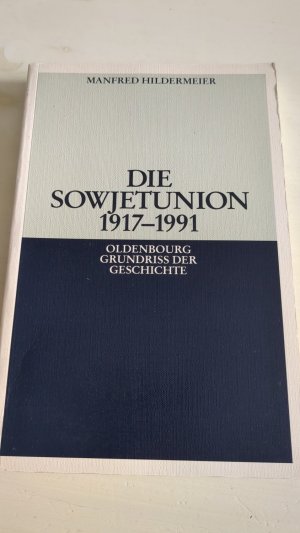 MANFRED HILDERMEIER
DIE
SOWJETUNION
1917–1991
OLDENBOURG
GRUNDRISS DER
GESCHICHTE